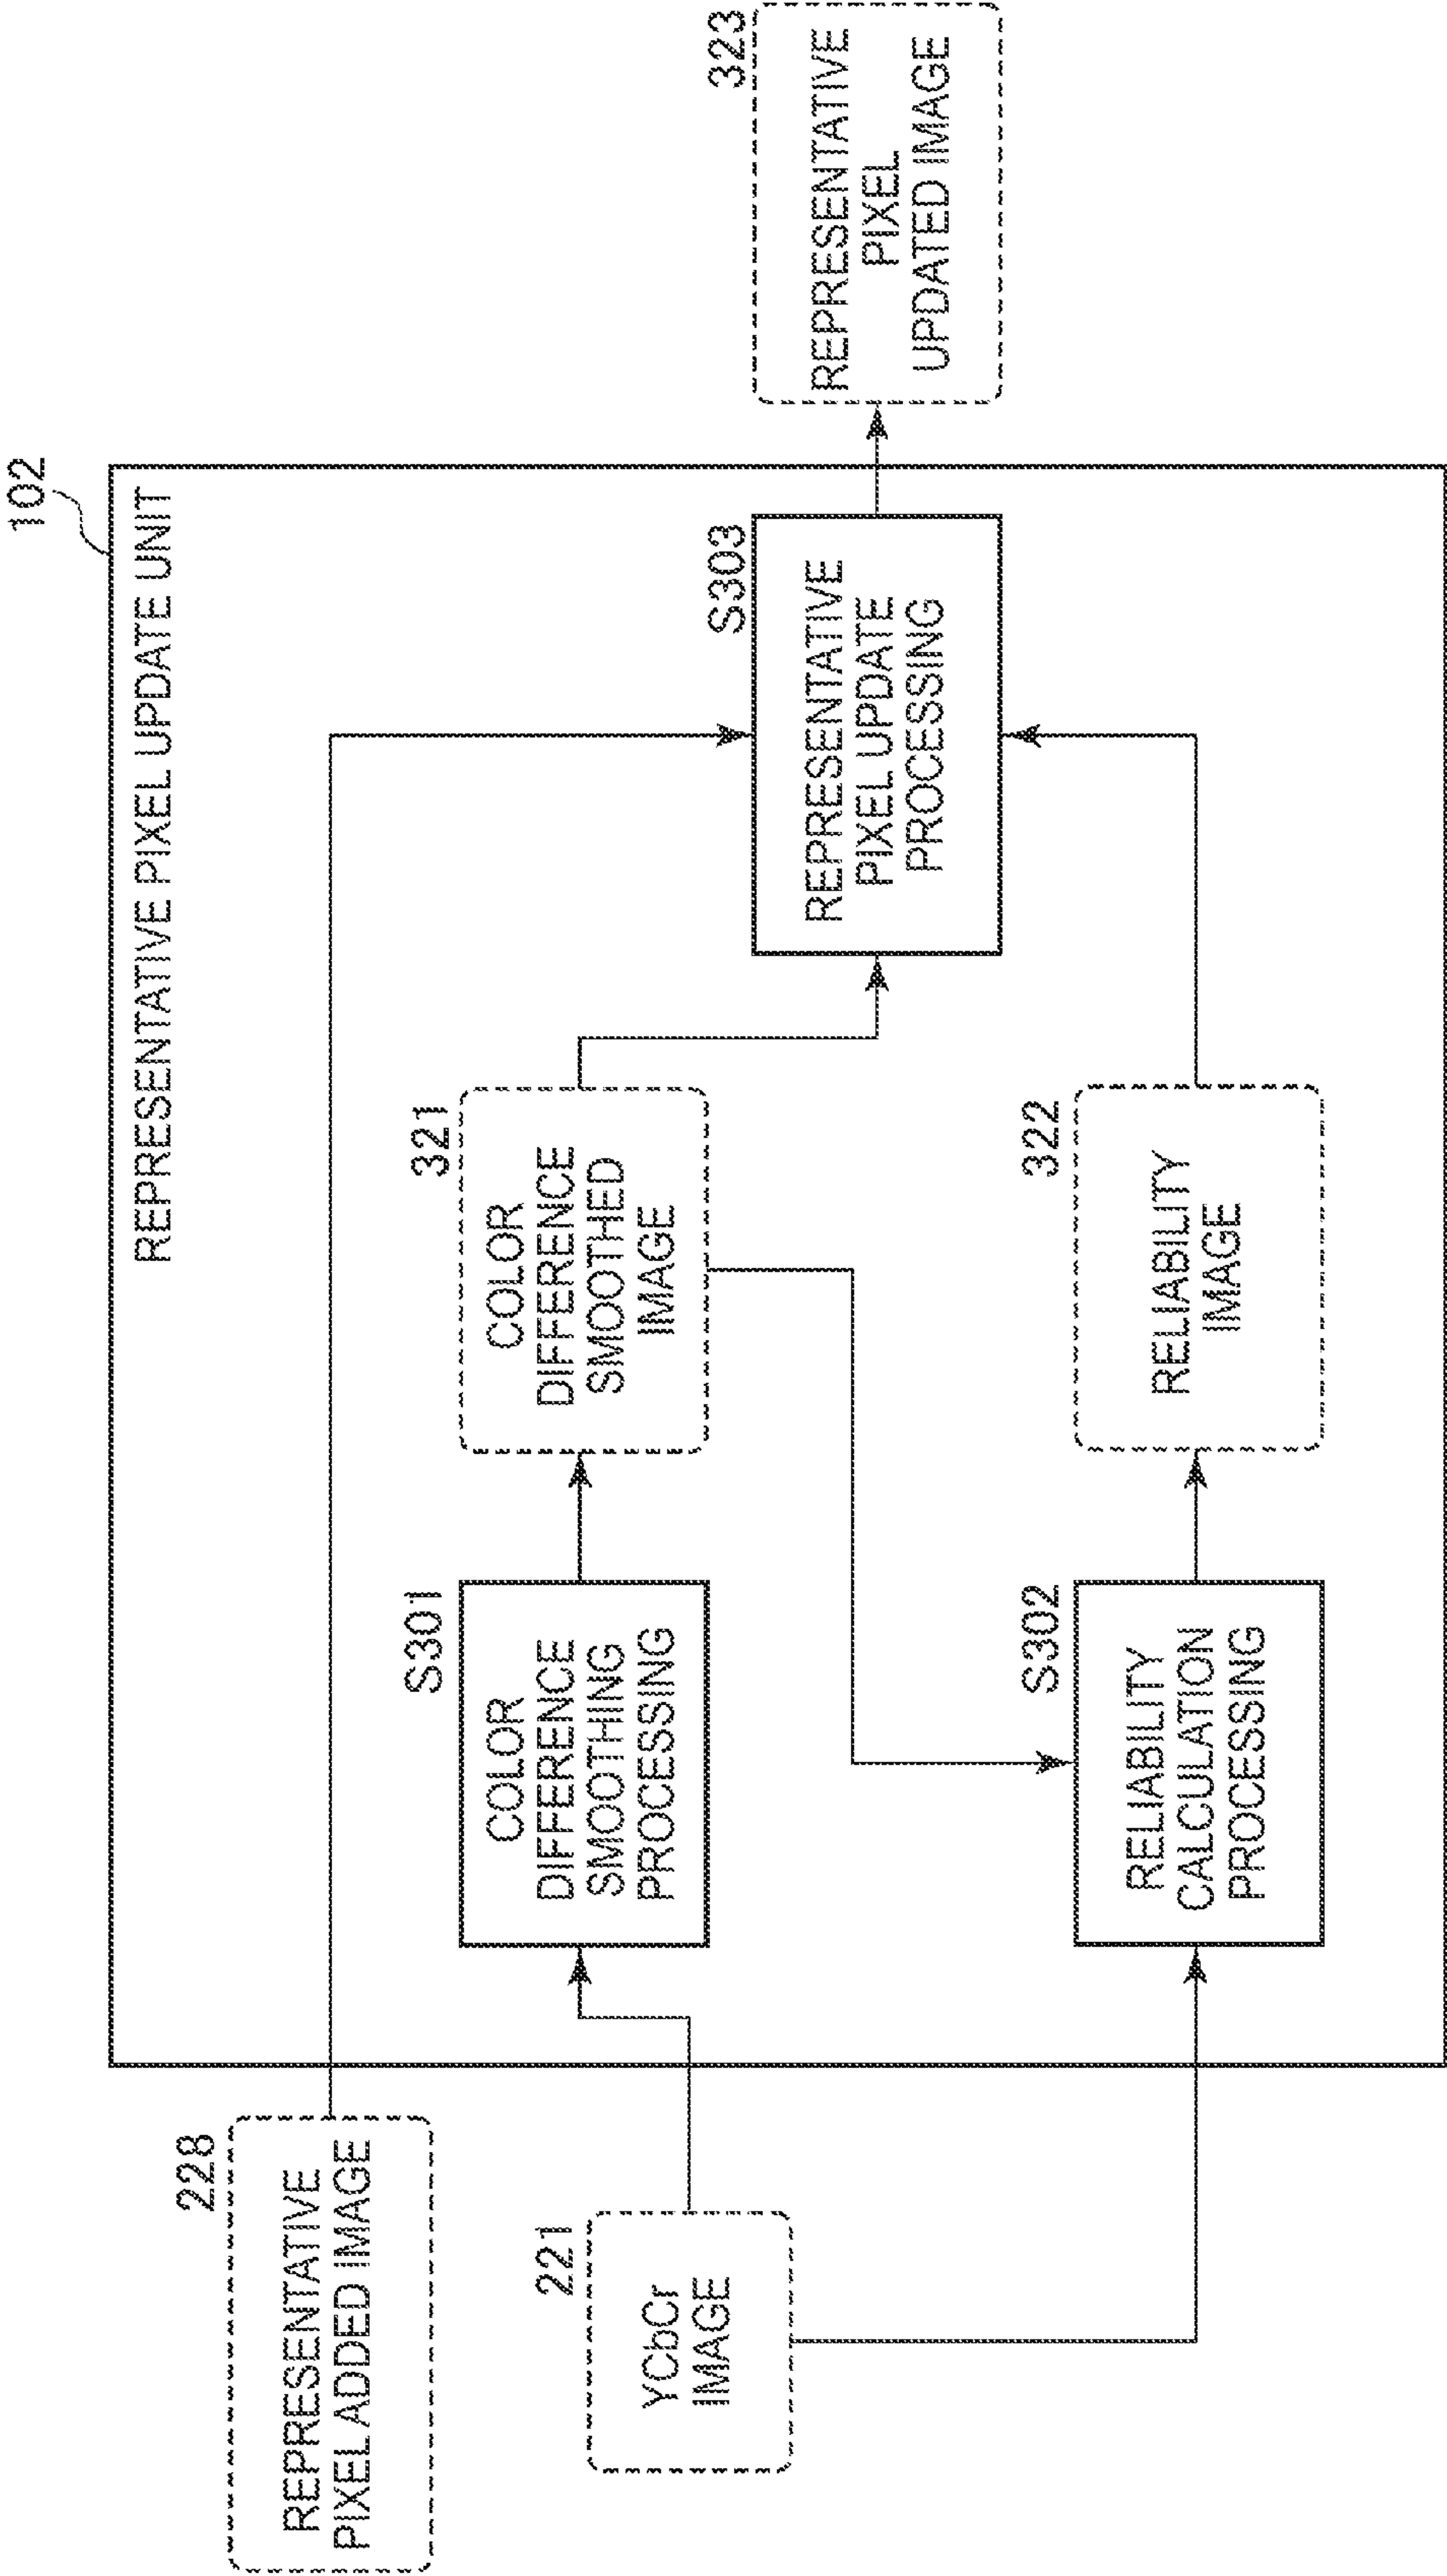 102
REPRESENTATIVE PIXEL UPDATE UNIT
228
REPRESENTATIVE
PIXEL ADDED IMAGE
221
YCbCr
IMAGE
S301
COLOR
DIFFERENCE
SMOOTHING
PROCESSING
321
COLOR
DIFFERENCE
SMOOTHED
IMAGE
S302
RELIABILITY
CALCULATION
PROCESSING
322
RELIABILITY
IMAGE
S303
REPRESENTATIVE
PIXEL UPDATE
PROCESSING
323
REPRESENTATIVE
PIXEL
UPDATED IMAGE